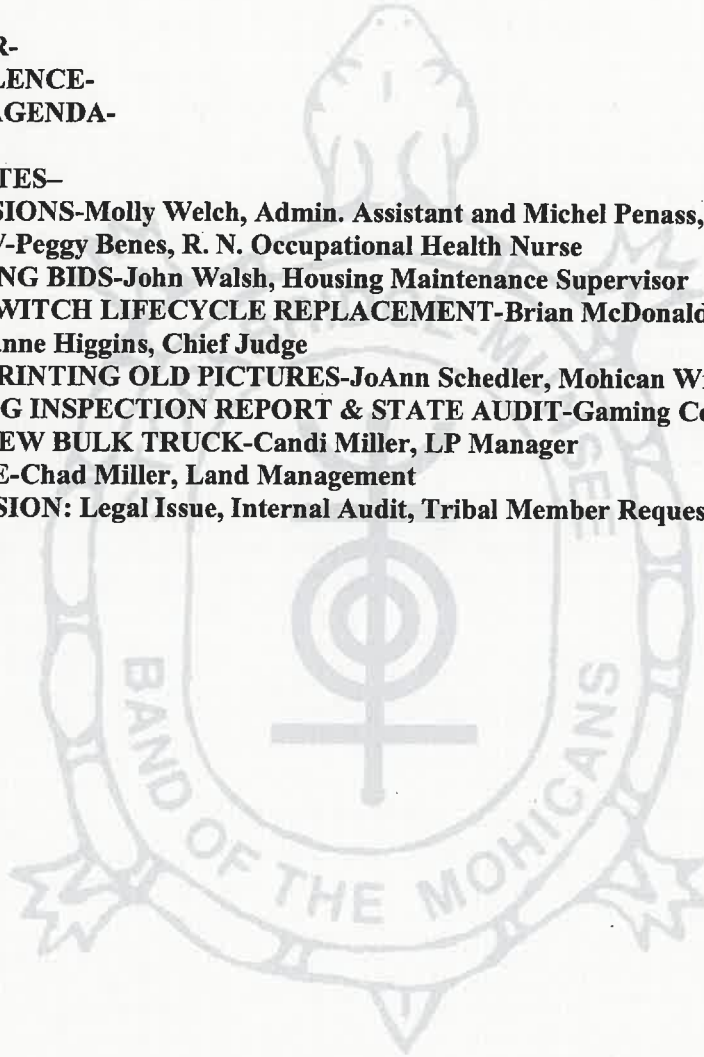 R-
LENCE-
AGENDA-
TES–
SIONS-Molly Welch, Admin. Assistant and Michel Penass,
-Peggy Benes, R. N. Occupational Health Nurse
NG BIDS-John Walsh, Housing Maintenance Supervisor
WITCH LIFECYCLE REPLACEMENT-Brian McDonald
nne Higgins, Chief Judge
RINTING OLD PICTURES-JoAnn Schedler, Mohican W
G INSPECTION REPORT & STATE AUDIT-Gaming Co
EW BULK TRUCK-Candi Miller, LP Manager
E-Chad Miller, Land Management
SION: Legal Issue, Internal Audit, Tribal Member Reques
BAND OF THE MOHICANS